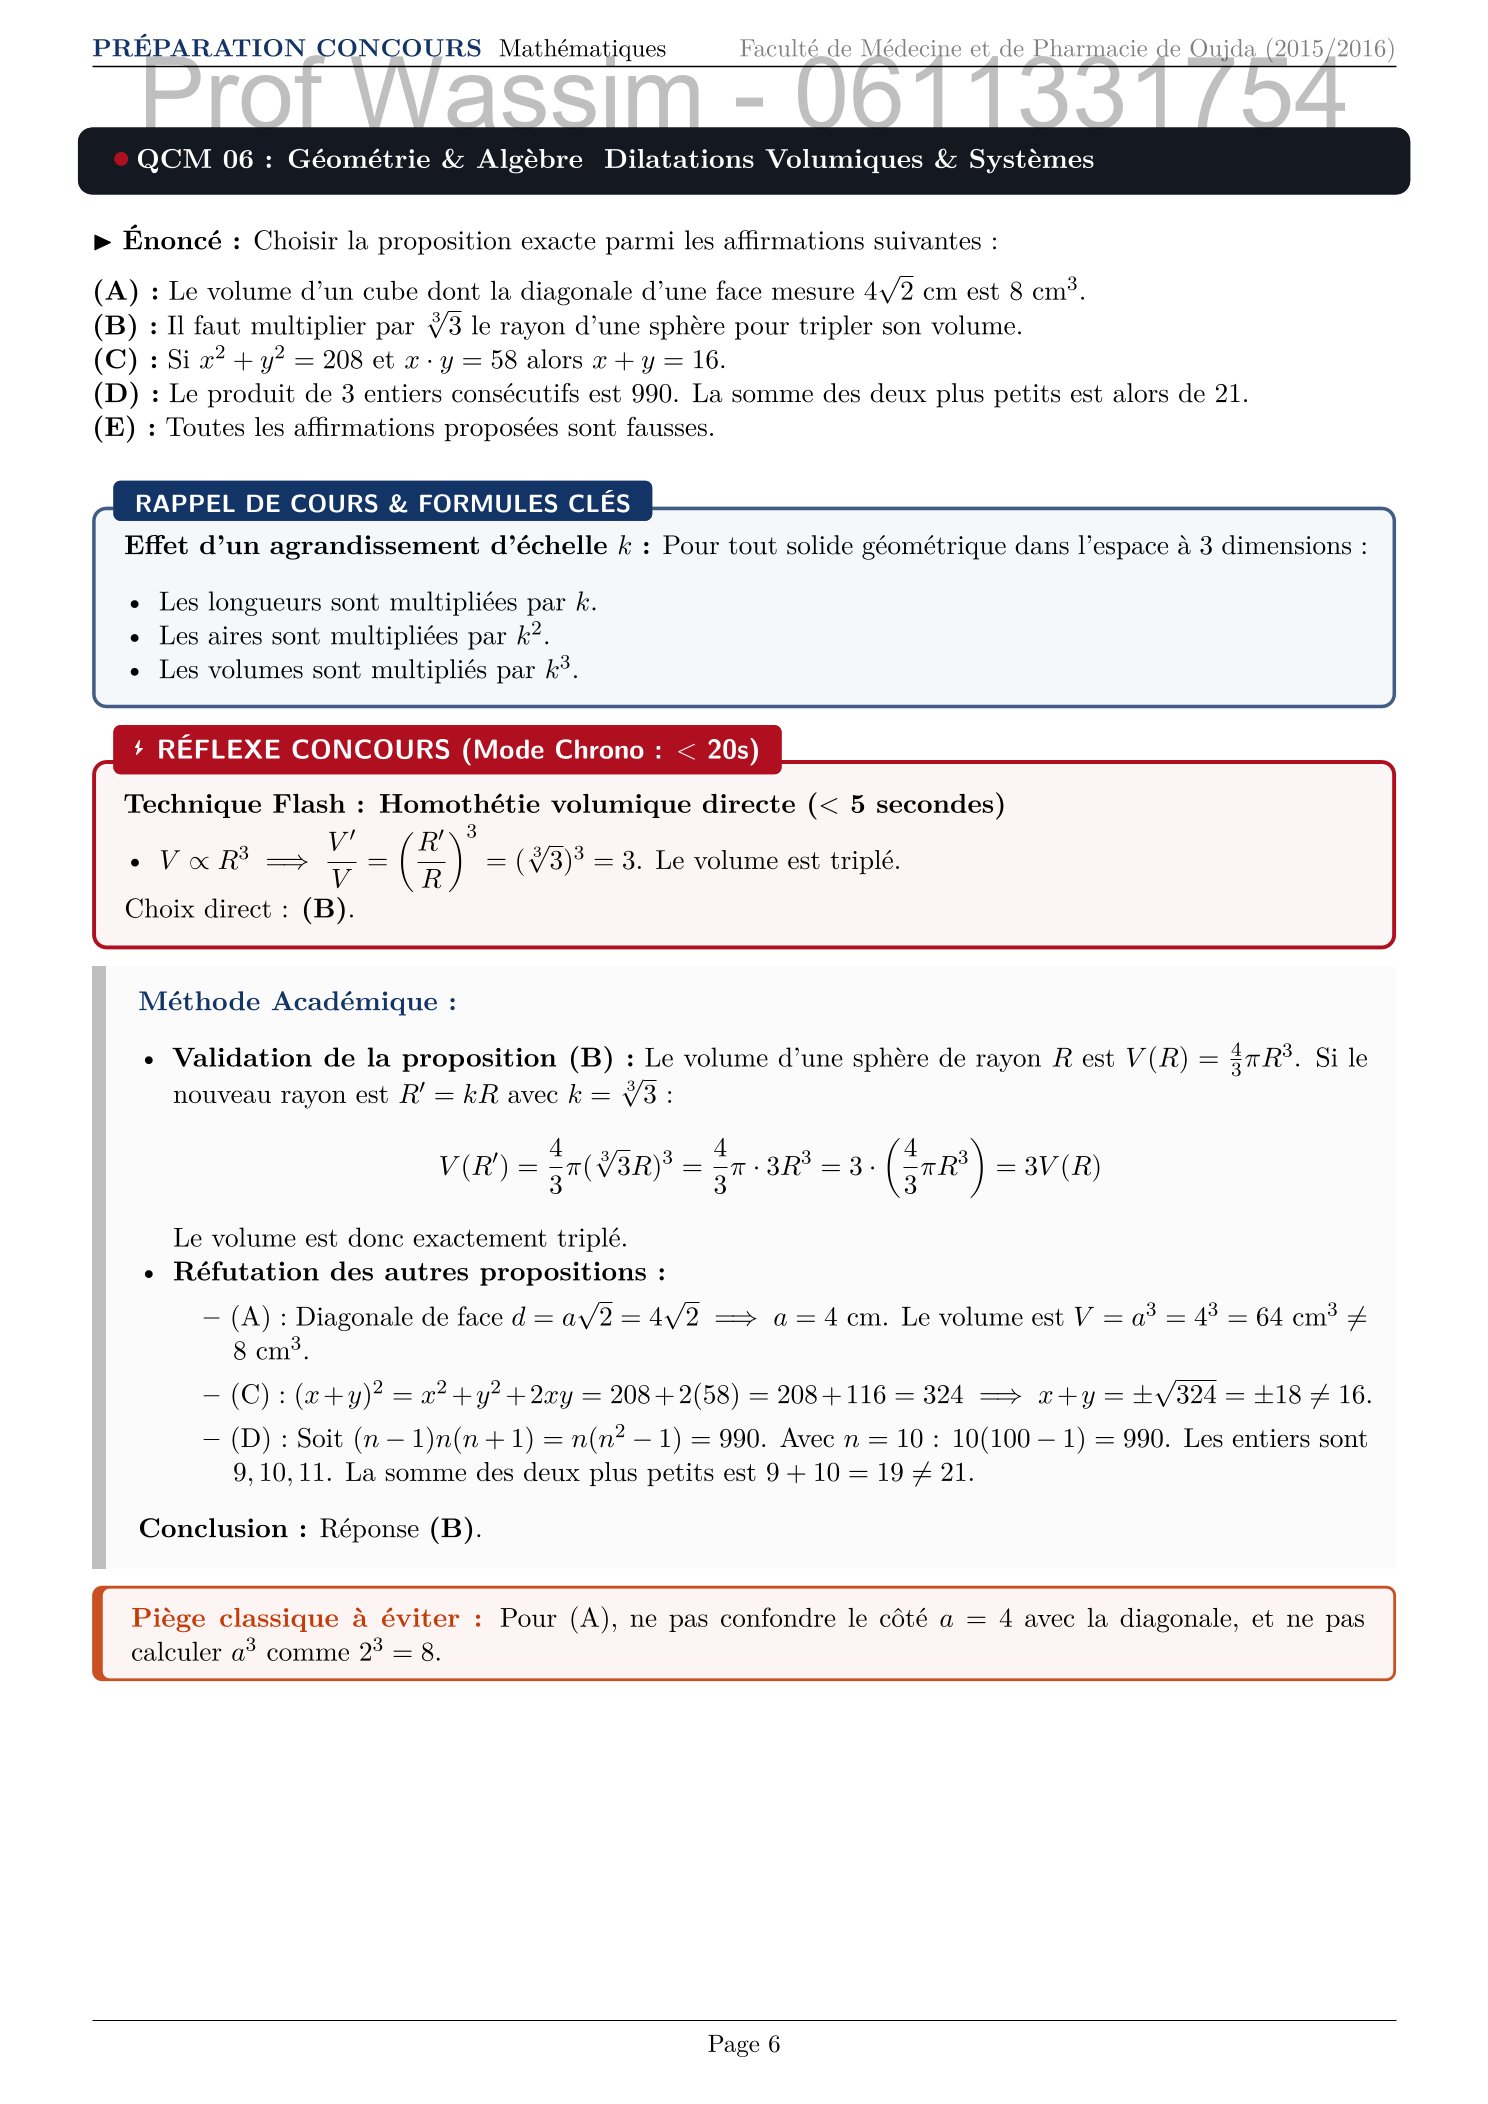 PRÉPARATION CONCOURS Mathématiques Faculté de Médecine et de Pharmacie de Oujda (2015/2016)
Prof Wassim - 0611331754
QCM 06 : Géométrie & Algèbre Dilatations Volumiques & Systèmes
▶ Énoncé : Choisir la proposition exacte parmi les affirmations suivantes :
(A) : Le volume d'un cube dont la diagonale d'une face mesure 4√2 cm est 8 cm³.
(B) : Il faut multiplier par ∛3 le rayon d'une sphère pour tripler son volume.
(C) : Si x² + y² = 208 et x · y = 58 alors x + y = 16.
(D) : Le produit de 3 entiers consécutifs est 990. La somme des deux plus petits est alors de 21.
(E) : Toutes les affirmations proposées sont fausses.
RAPPEL DE COURS & FORMULES CLÉS
Effet d'un agrandissement d'échelle k : Pour tout solide géométrique dans l'espace à 3 dimensions :
• Les longueurs sont multipliées par k.
• Les aires sont multipliées par k².
• Les volumes sont multipliés par k³.
RÉFLEXE CONCOURS (Mode Chrono : < 20s)
Technique Flash : Homothétie volumique directe (< 5 secondes)
• V ∝ R³ ⟹ V′/V = (R′/R)³ = (∛3)³ = 3. Le volume est triplé.
Choix direct : (B).
Méthode Académique :
• Validation de la proposition (B) : Le volume d'une sphère de rayon R est V(R) = 4/3 πR³. Si le
nouveau rayon est R′ = kR avec k = ∛3 :
V(R′) = 4/3 π(∛3R)³ = 4/3 π · 3R³ = 3 · (4/3 πR³) = 3V(R)
Le volume est donc exactement triplé.
• Réfutation des autres propositions :
– (A) : Diagonale de face d = a√2 = 4√2 ⟹ a = 4 cm. Le volume est V = a³ = 4³ = 64 cm³ ≠
8 cm³.
– (C) : (x+y)² = x²+y²+2xy = 208+2(58) = 208+116 = 324 ⟹ x+y = ±√324 = ±18 ≠ 16.
– (D) : Soit (n − 1)n(n + 1) = n(n² − 1) = 990. Avec n = 10 : 10(100 − 1) = 990. Les entiers sont
9, 10, 11. La somme des deux plus petits est 9 + 10 = 19 ≠ 21.
Conclusion : Réponse (B).
Piège classique à éviter : Pour (A), ne pas confondre le côté a = 4 avec la diagonale, et ne pas
calculer a³ comme 2³ = 8.
Page 6